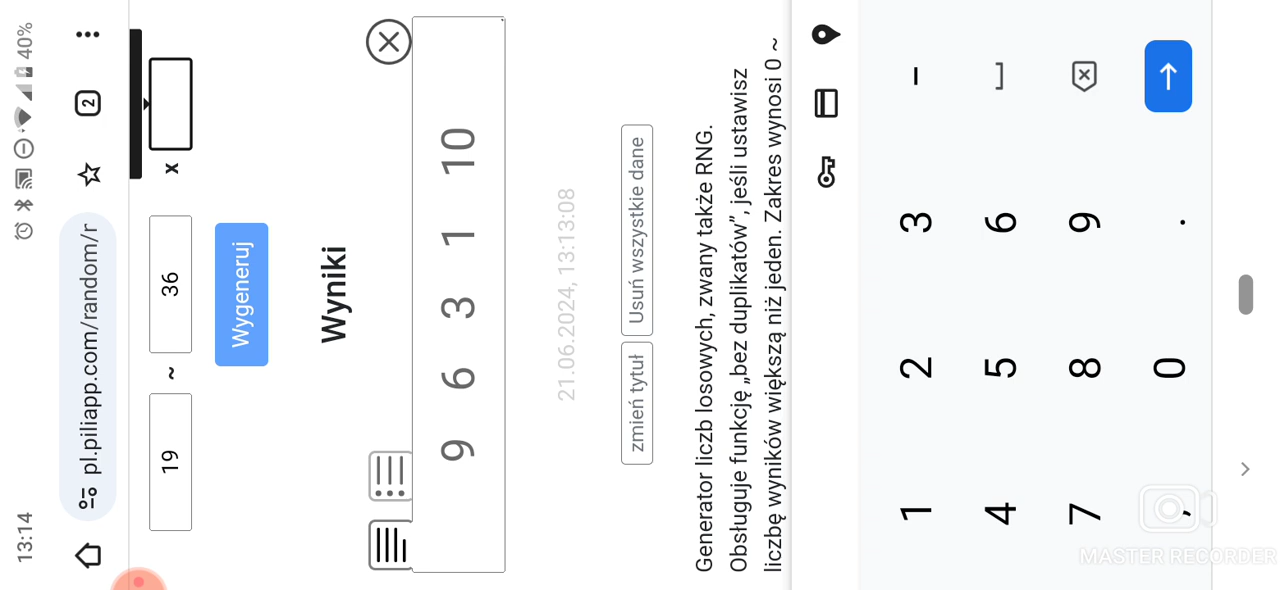 13:14
40%
pl.piliapp.com/random/r
2
19 ~ 36 x
Wygeneruj
Wyniki
9 6 3 1 10
21.06.2024, 13:13:08
zmień tytuł Usuń wszystkie dane
Generator liczb losowych, zwany także RNG.
Obsługuje funkcję „bez duplikatów”, jeśli ustawisz
liczbę wyników większą niż jeden. Zakres wynosi 0 ~
1 2 3 –
4 5 6
7 8 9
, 0 .
MASTER RECORDER